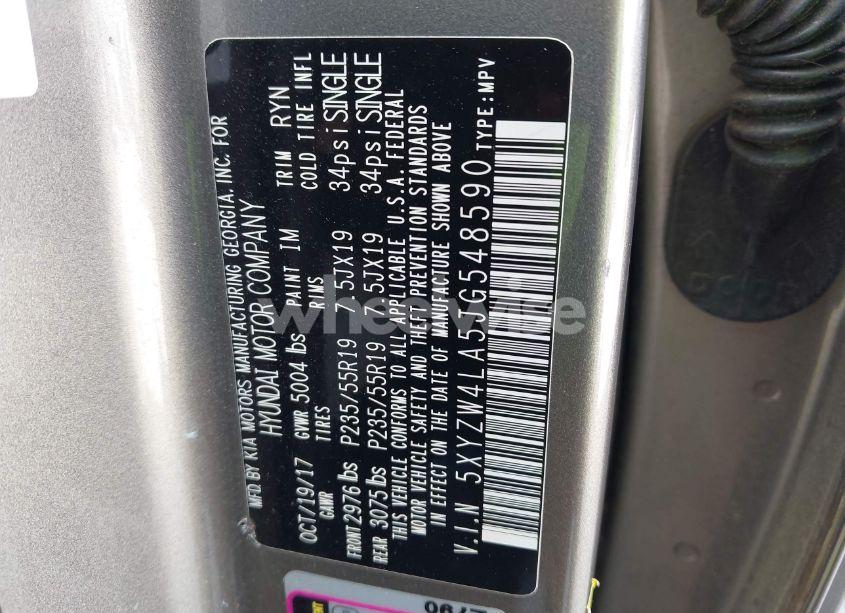 MFD. BY KIA MOTORS MANUFACTURING GEORGIA, INC. FOR
HYUNDAI MOTOR COMPANY
OCT/19/17 GVWR 5004 lbs PAINT IM TRIM RYN
GAWR TIRES RIMS COLD TIRE INFL
FRONT 2976 lbs P235/55R19 7.5JX19 34psi SINGLE
REAR 3075 lbs P235/55R19 7.5JX19 34psi SINGLE
THIS VEHICLE CONFORMS TO ALL APPLICABLE U.S.A. FEDERAL
MOTOR VEHICLE SAFETY AND THEFT PREVENTION STANDARDS
IN EFFECT ON THE DATE OF MANUFACTURE SHOWN ABOVE
V.I.N 5XYZW4LA5JG548590 TYPE:MPV
wheelwise